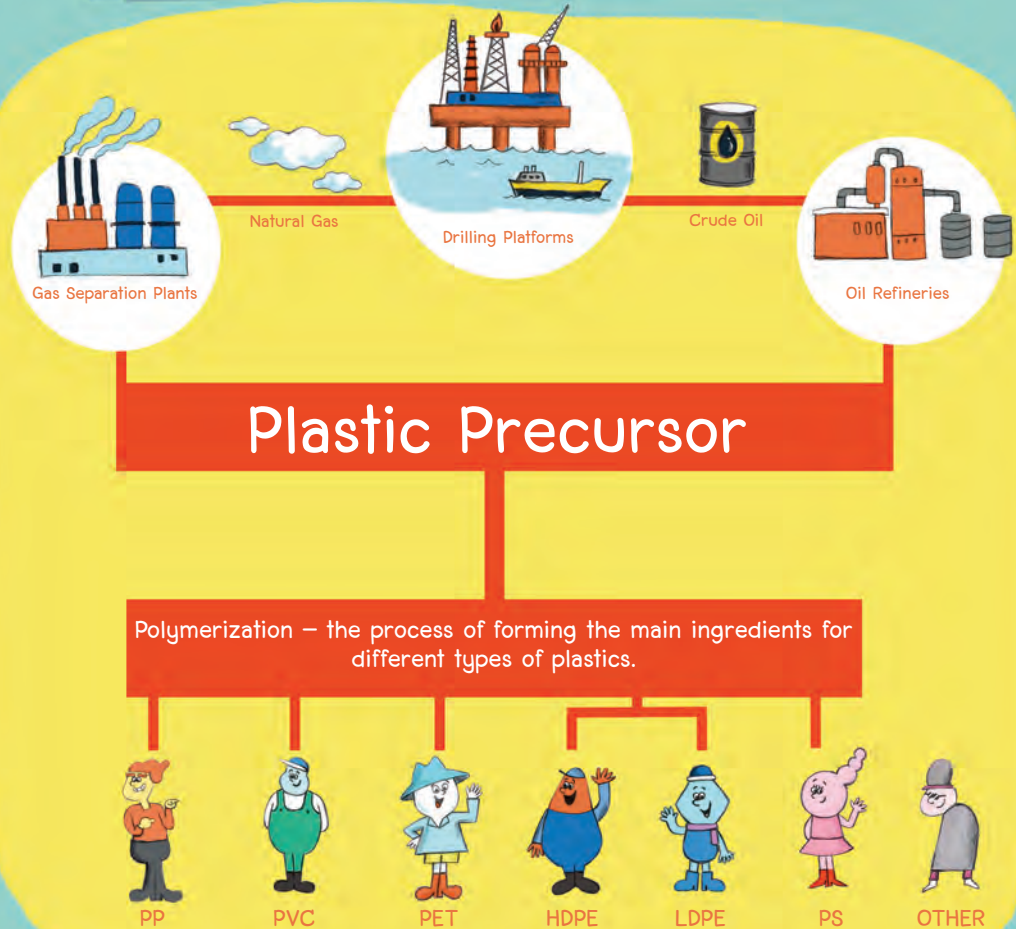 Natural Gas
Drilling Platforms
Crude Oil
Gas Separation Plants
Oil Refineries
Plastic Precursor
Polymerization – the process of forming the main ingredients for
different types of plastics.
PP
PVC
PET
HDPE
LDPE
PS
OTHER